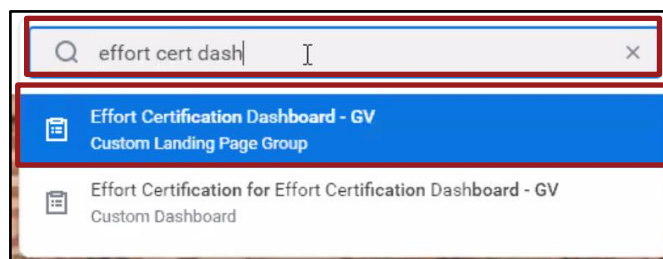 effort cert dash
Effort Certification Dashboard - GV
Custom Landing Page Group
Effort Certification for Effort Certification Dashboard - GV
Custom Dashboard